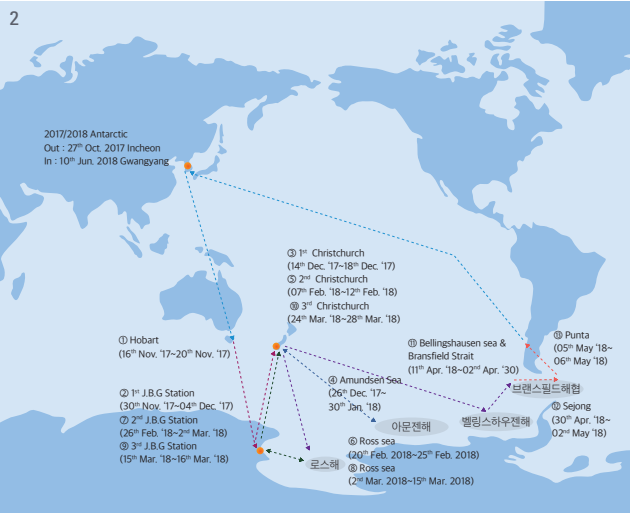 2
2017/2018 Antarctic
Out : 27th Oct. 2017 Incheon
In : 10th Jun. 2018 Gwangyang
③ 1st Christchurch
(14th Dec. '17~18th Dec. '17)
⑤ 2nd Christchurch
(07th Feb. '18~12th Feb. '18)
⑩ 3rd Christchurch
(24th Mar. '18~28th Mar. '18)
① Hobart
(16th Nov. '17~20th Nov. '17)
⑪ Bellingshausen sea &
Bransfield Strait
(11th Apr. '18~02nd Apr. '30)
⑬ Punta
(05th May '18~
06th May '18)
② 1st J.B.G Station
(30th Nov. '17~04th Dec. '17)
⑦ 2nd J.B.G Station
(26th Feb. '18~2nd Mar. '18)
⑨ 3rd J.B.G Station
(15th Mar. '18~16th Mar. '18)
④ Amundsen Sea
(26th Dec. '17~
30th Jan. '18)
브랜스필드해협
⑫ Sejong
(30th Apr. '18~
02nd May '18)
아문젠해
벨링스하우젠해
⑥ Ross sea
(20th Feb. 2018~25th Feb. 2018)
⑧ Ross sea
(2nd Mar. 2018~15th Mar. 2018)
로스해